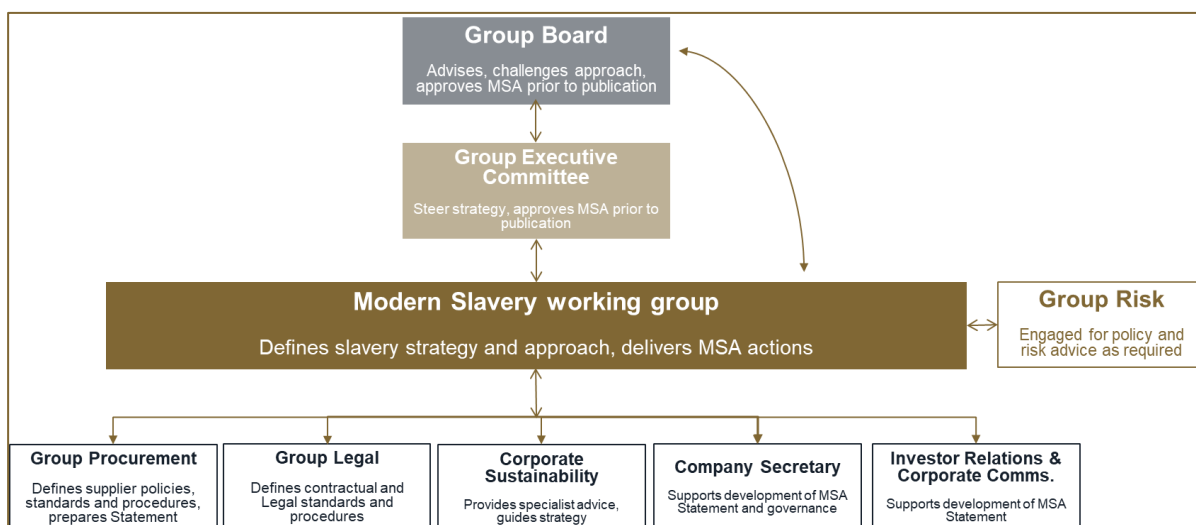 Group Board
Advises, challenges approach,
approves MSA prior to publication
Group Executive
Committee
Steer strategy, approves MSA prior to
publication
Modern Slavery working group
Defines slavery strategy and approach, delivers MSA actions
Group Risk
Engaged for policy and
risk advice as required
Group Procurement
Defines supplier policies,
standards and procedures,
prepares Statement
Group Legal
Defines contractual and
Legal standards and
procedures
Corporate
Sustainability
Provides specialist advice,
guides strategy
Company Secretary
Supports development of MSA
Statement and governance
Investor Relations &
Corporate Comms.
Supports development of MSA
Statement